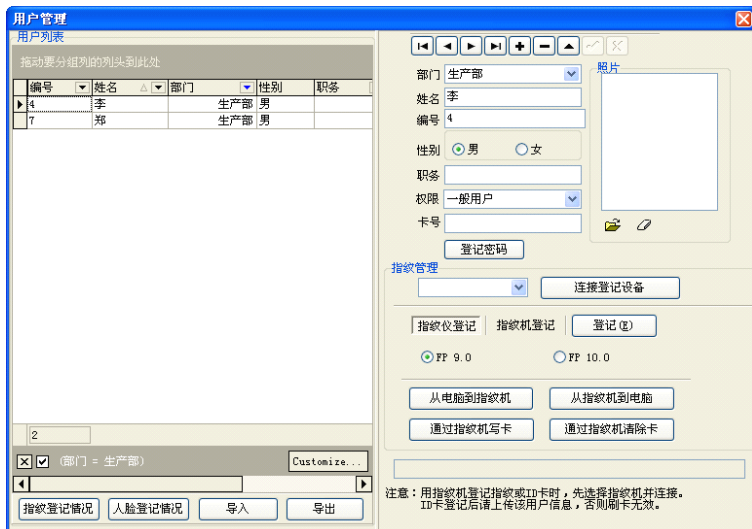 用户管理
用户列表
拖动要分组列的列头到此处
编号 姓名 部门 性别 职务
4 李 生产部 男
7 郑 生产部 男
2
(部门 = 生产部)
Customize...
指纹登记情况 人脸登记情况 导入 导出
部门 生产部
姓名 李
编号 4
性别 男 女
职务
权限 一般用户
卡号
登记密码
照片
指纹管理
连接登记设备
指纹仪登记 指纹机登记 登记(E)
FP 9.0 FP 10.0
从电脑到指纹机 从指纹机到电脑
通过指纹机写卡 通过指纹机清除卡
注意：用指纹机登记指纹或ID卡时，先选择指纹机并连接。
ID卡登记后请上传该用户信息，否则刷卡无效。